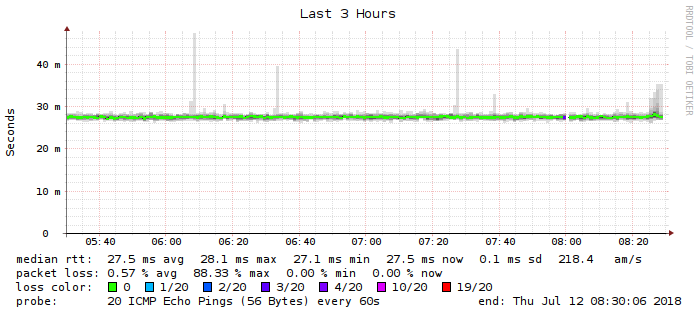 Last 3 Hours
RRDTOOL / TOBI OETIKER
Seconds
40 m
30 m
20 m
10 m
0
05:40 06:00 06:20 06:40 07:00 07:20 07:40 08:00 08:20
median rtt: 27.5 ms avg 28.1 ms max 27.1 ms min 27.5 ms now 0.1 ms sd 218.4 am/s
packet loss: 0.57 % avg 88.33 % max 0.00 % min 0.00 % now
loss color: 0 1/20 2/20 3/20 4/20 10/20 19/20
probe: 20 ICMP Echo Pings (56 Bytes) every 60s end: Thu Jul 12 08:30:06 2018